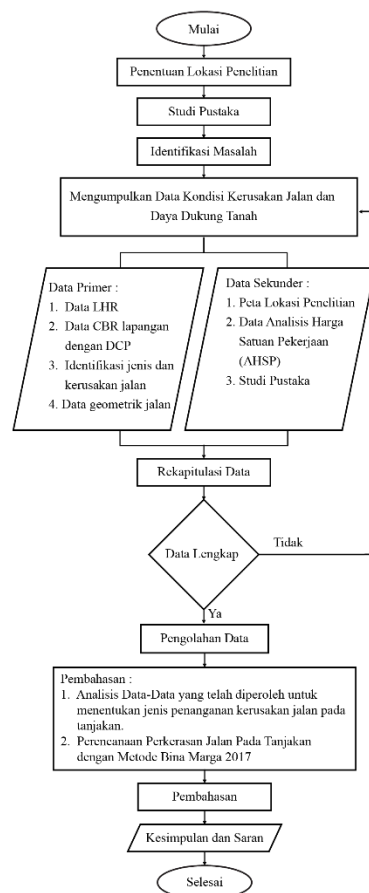 Mulai
Penentuan Lokasi Penelitian
Studi Pustaka
Identifikasi Masalah
Mengumpulkan Data Kondisi Kerusakan Jalan dan
Daya Dukung Tanah
Data Primer :
1. Data LHR
2. Data CBR lapangan
dengan DCP
3. Identifikasi jenis dan
kerusakan jalan
4. Data geometrik jalan
Data Sekunder :
1. Peta Lokasi Penelitian
2. Data Analisis Harga
Satuan Pekerjaan
(AHSP)
3. Studi Pustaka
Rekapitulasi Data
Data Lengkap
Tidak
Ya
Pengolahan Data
Pembahasan :
1. Analisis Data-Data yang telah diperoleh untuk
menentukan jenis penanganan kerusakan jalan pada
tanjakan.
2. Perencanaan Perkerasan Jalan Pada Tanjakan
dengan Metode Bina Marga 2017
Pembahasan
Kesimpulan dan Saran
Selesai